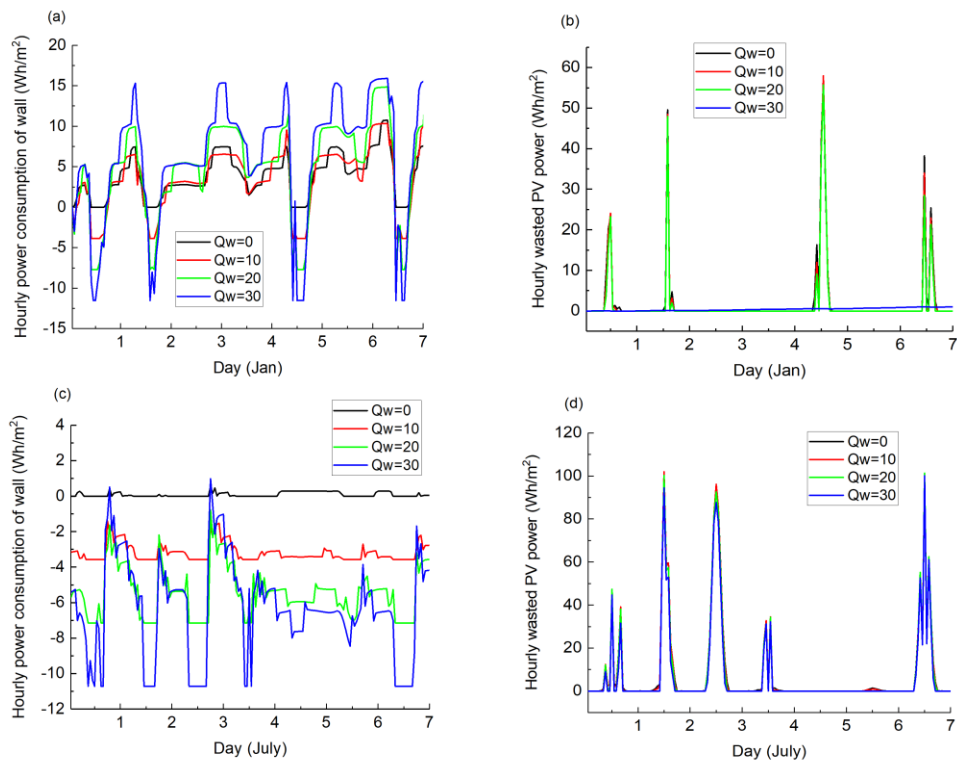 (a)
Hourly power consumption of wall (Wh/m²)
20
15
10
5
0
-5
-10
-15
Qw=0
Qw=10
Qw=20
Qw=30
1 2 3 4 5 6 7
Day (Jan)
(b)
Hourly wasted PV power (Wh/m²)
60
50
40
30
20
10
0
Qw=0
Qw=10
Qw=20
Qw=30
1 2 3 4 5 6 7
Day (Jan)
(c)
Hourly power consumption of wall (Wh/m²)
4
2
0
-2
-4
-6
-8
-10
-12
Qw=0
Qw=10
Qw=20
Qw=30
1 2 3 4 5 6 7
Day (July)
(d)
Hourly wasted PV power (Wh/m²)
120
100
80
60
40
20
0
Qw=0
Qw=10
Qw=20
Qw=30
1 2 3 4 5 6 7
Day (July)